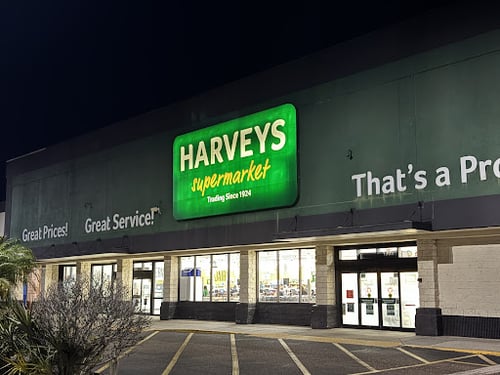 HARVEYS
supermarket
Trading Since 1924
Great Prices!
Great Service!
That's a Pro